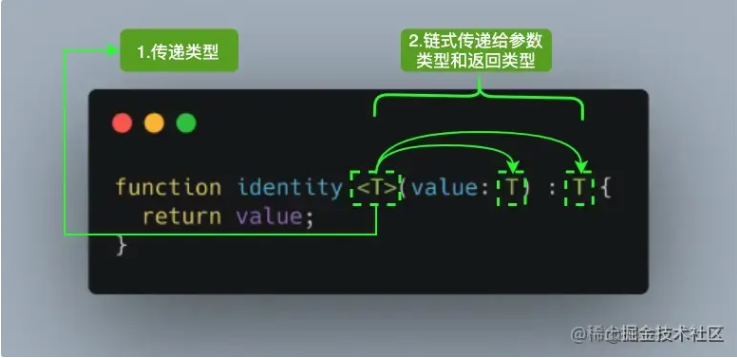 1.传递类型
2.链式传递给参数
类型和返回类型
function identity <T>(value: T) : T {
return value;
}
@稀土掘金技术社区